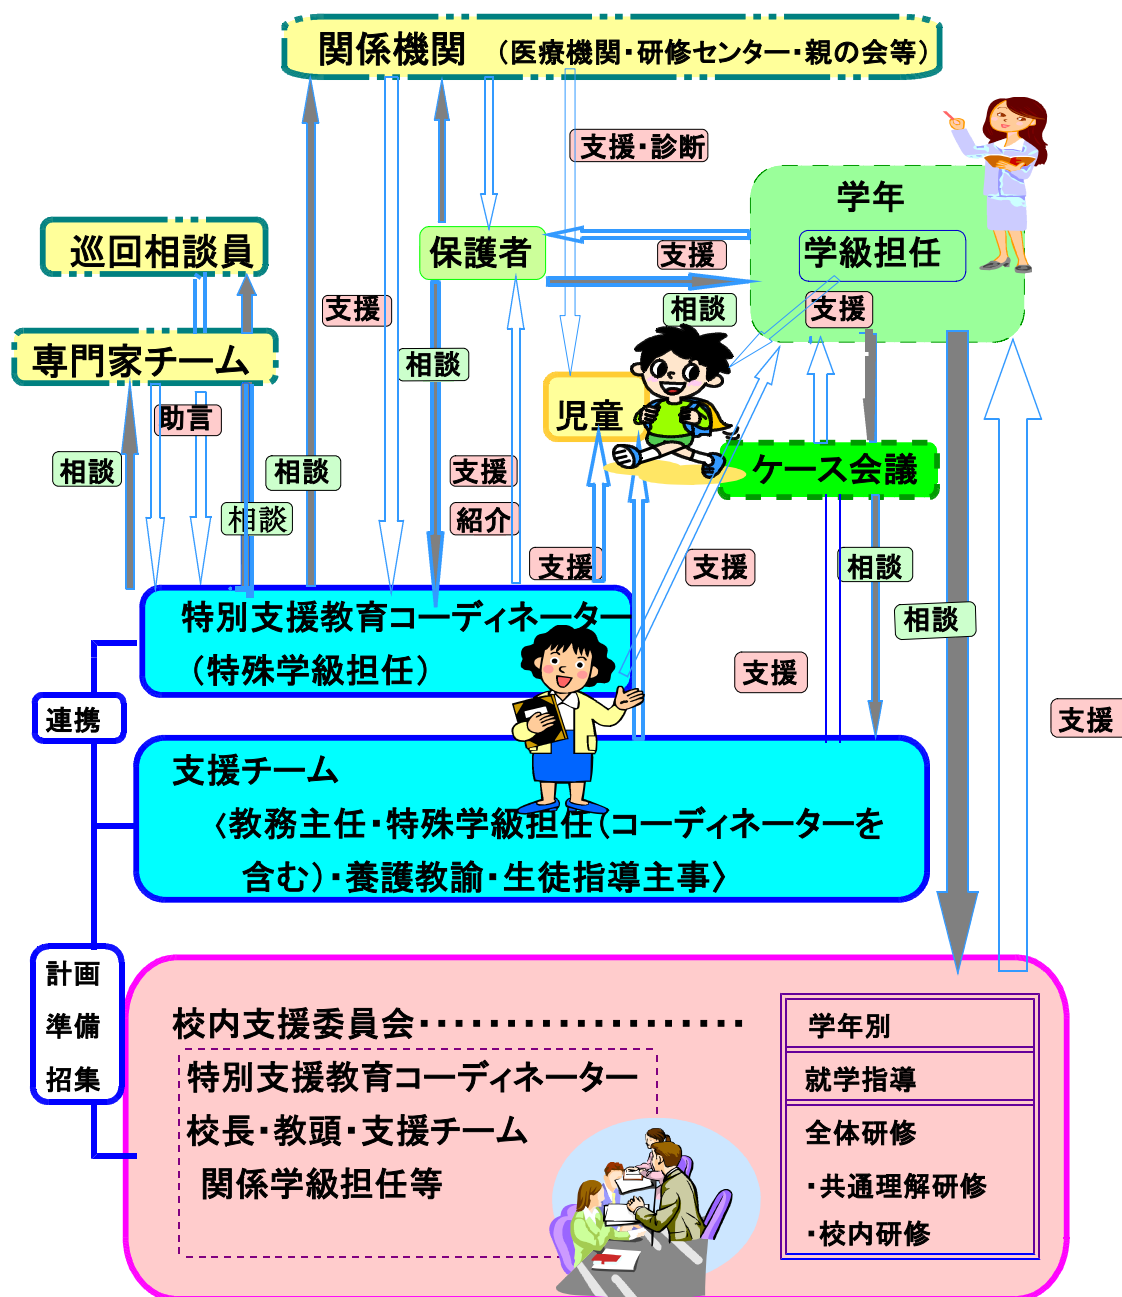 関係機関 （医療機関・研修センター・親の会等）
支援・診断
学年
学級担任
巡回相談員
保護者
支援
相談
支援
支援
専門家チーム
相談
児童
助言
相談
相談
支援
ケース会議
相談
紹介
支援
支援
相談
特別支援教育コーディネーター
（特殊学級担任）
相談
支援
連携
支援
支援チーム
〈教務主任・特殊学級担任（コーディネーターを
含む）・養護教諭・生徒指導主事〉
計画
準備
招集
校内支援委員会・・・・・・・・・・・・・・・・・・・
特別支援教育コーディネーター
校長・教頭・支援チーム
関係学級担任等
学年別
就学指導
全体研修
・共通理解研修
・校内研修